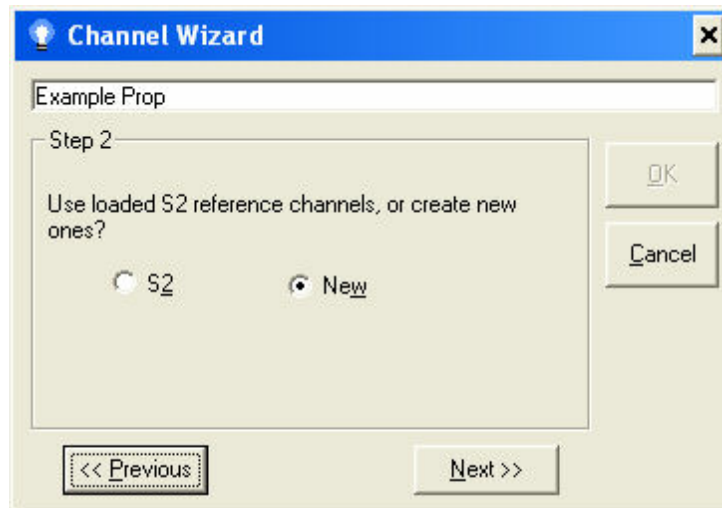 Channel Wizard
Example Prop
Step 2
OK
Use loaded S2 reference channels, or create new
ones?
Cancel
S2
New
<< Previous
Next >>